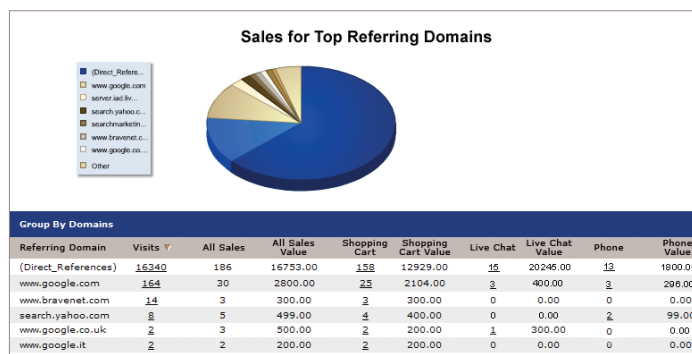 Sales for Top Referring Domains
(Direct_Refere...
www.google.com
server.iad.liv...
search.yahoo.c...
searchmarketin...
www.bravenet.c...
www.google.co...
Other
Group By Domains
Referring Domain Visits All Sales All Sales Value Shopping Cart Shopping Cart Value Live Chat Live Chat Value Phone Phone Value
(Direct_References) 16340 186 16753.00 158 12929.00 15 20245.00 13 1800.00
www.google.com 164 30 2800.00 25 2104.00 3 400.00 3 296.00
www.bravenet.com 14 3 300.00 3 300.00 0 0.00 0 0.00
search.yahoo.com 8 5 499.00 4 400.00 0 0.00 2 99.00
www.google.co.uk 2 3 500.00 2 200.00 1 300.00 0 0.00
www.google.it 2 2 200.00 2 200.00 0 0.00 0 0.00